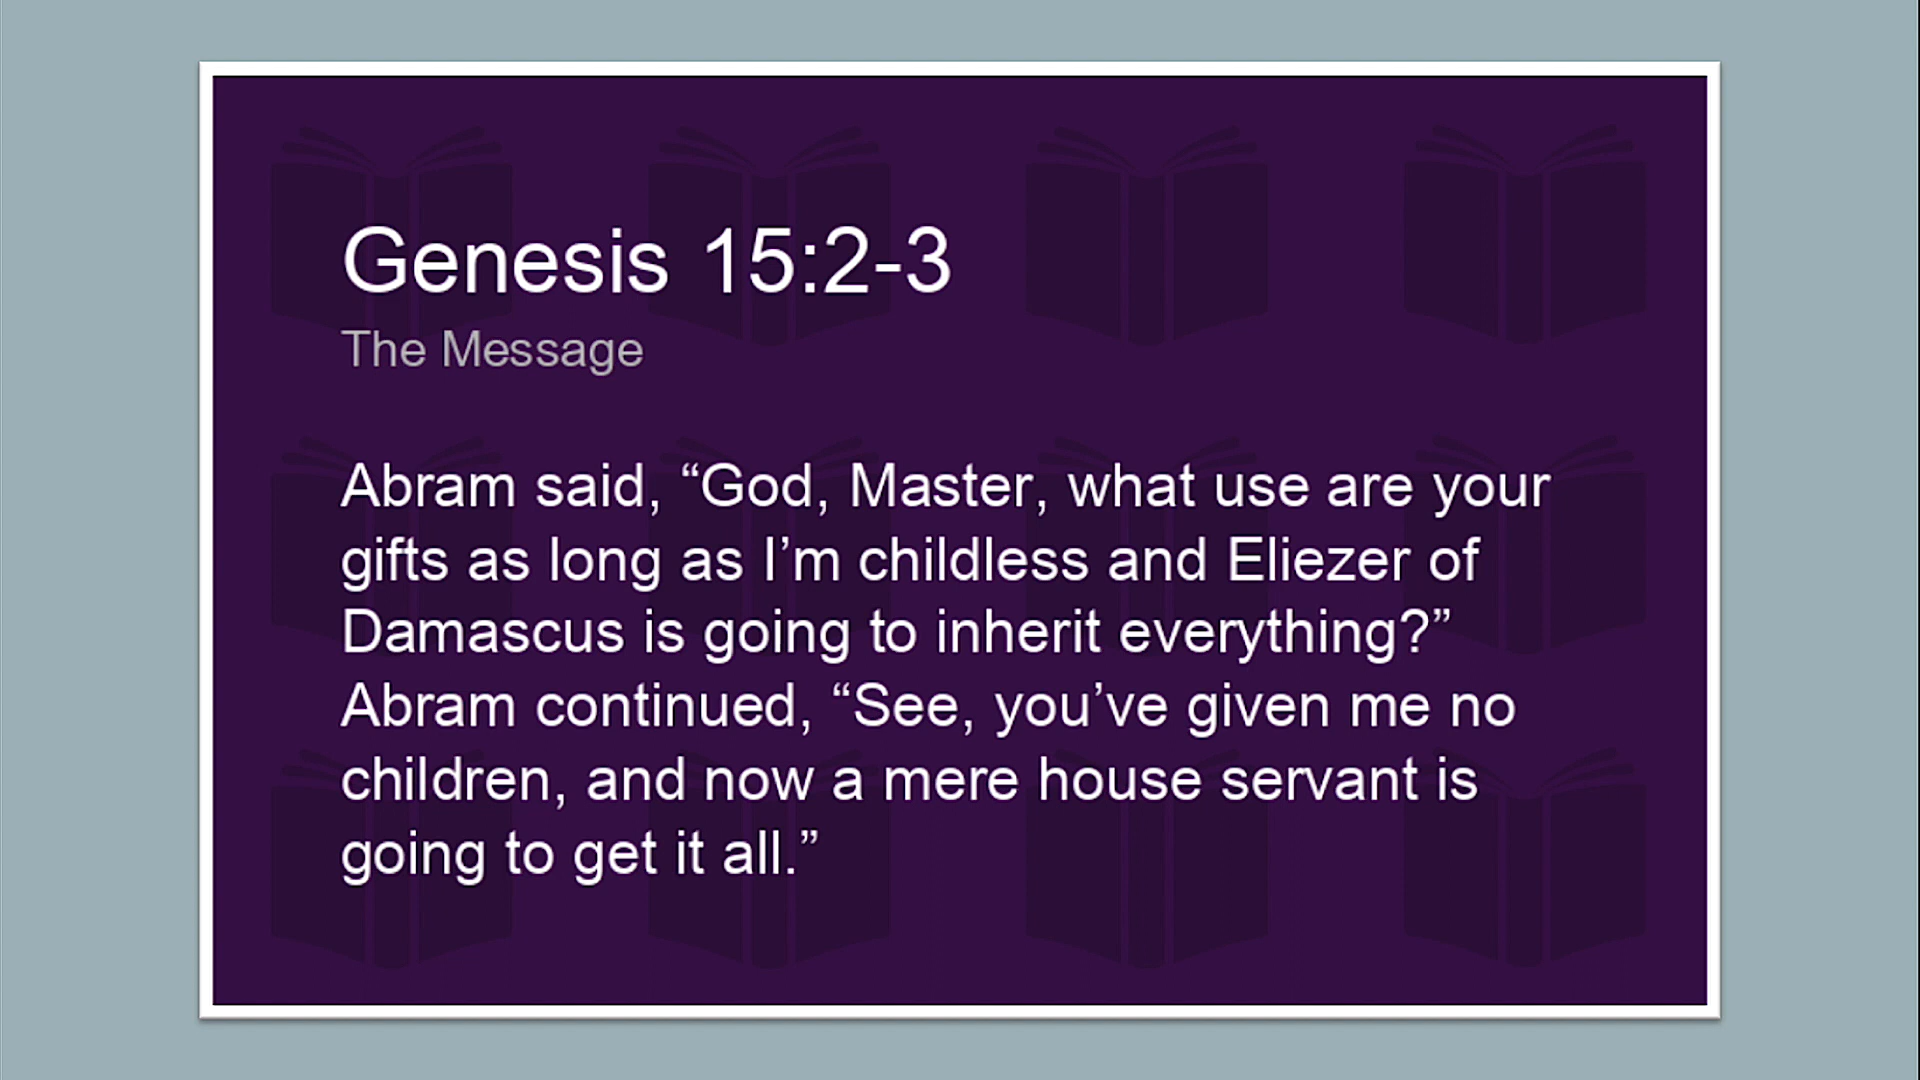 Genesis 15:2-3
The Message
Abram said, “God, Master, what use are your
gifts as long as I’m childless and Eliezer of
Damascus is going to inherit everything?”
Abram continued, “See, you’ve given me no
children, and now a mere house servant is
going to get it all.”